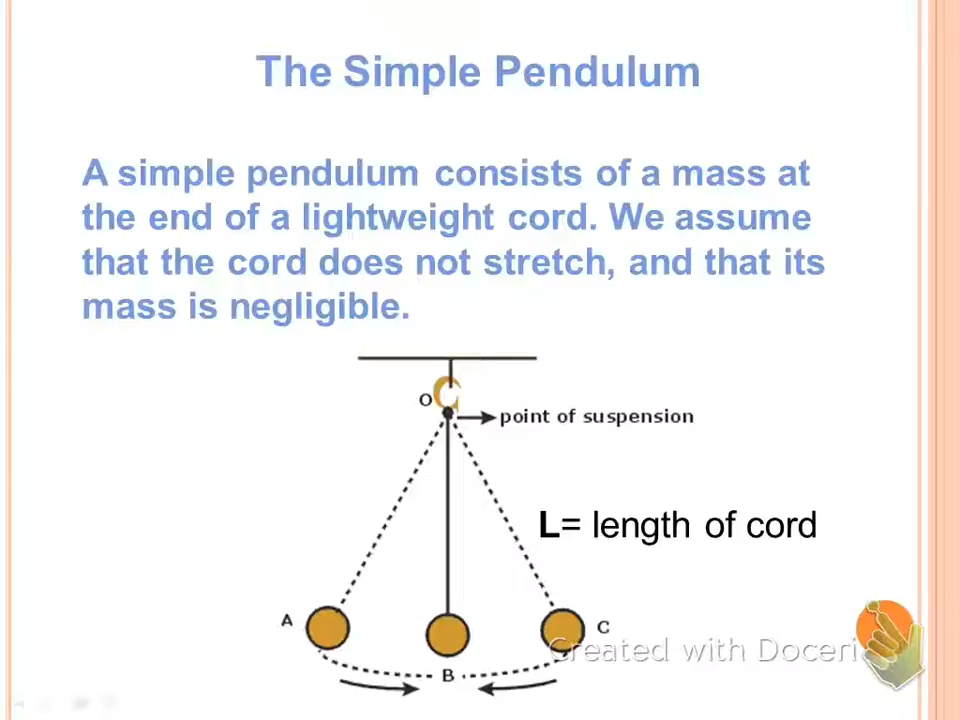 The Simple Pendulum
A simple pendulum consists of a mass at
the end of a lightweight cord. We assume
that the cord does not stretch, and that its
mass is negligible.
O
point of suspension
L= length of cord
A
C
B
Created with Doceri